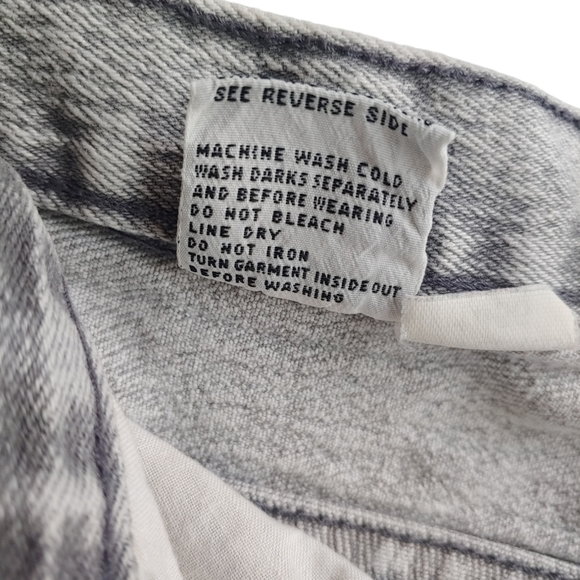 SEE REVERSE SIDE
MACHINE WASH COLD
WASH DARKS SEPARATELY
AND BEFORE WEARING
DO NOT BLEACH
LINE DRY
DO NOT IRON
TURN GARMENT INSIDE OUT
BEFORE WASHING